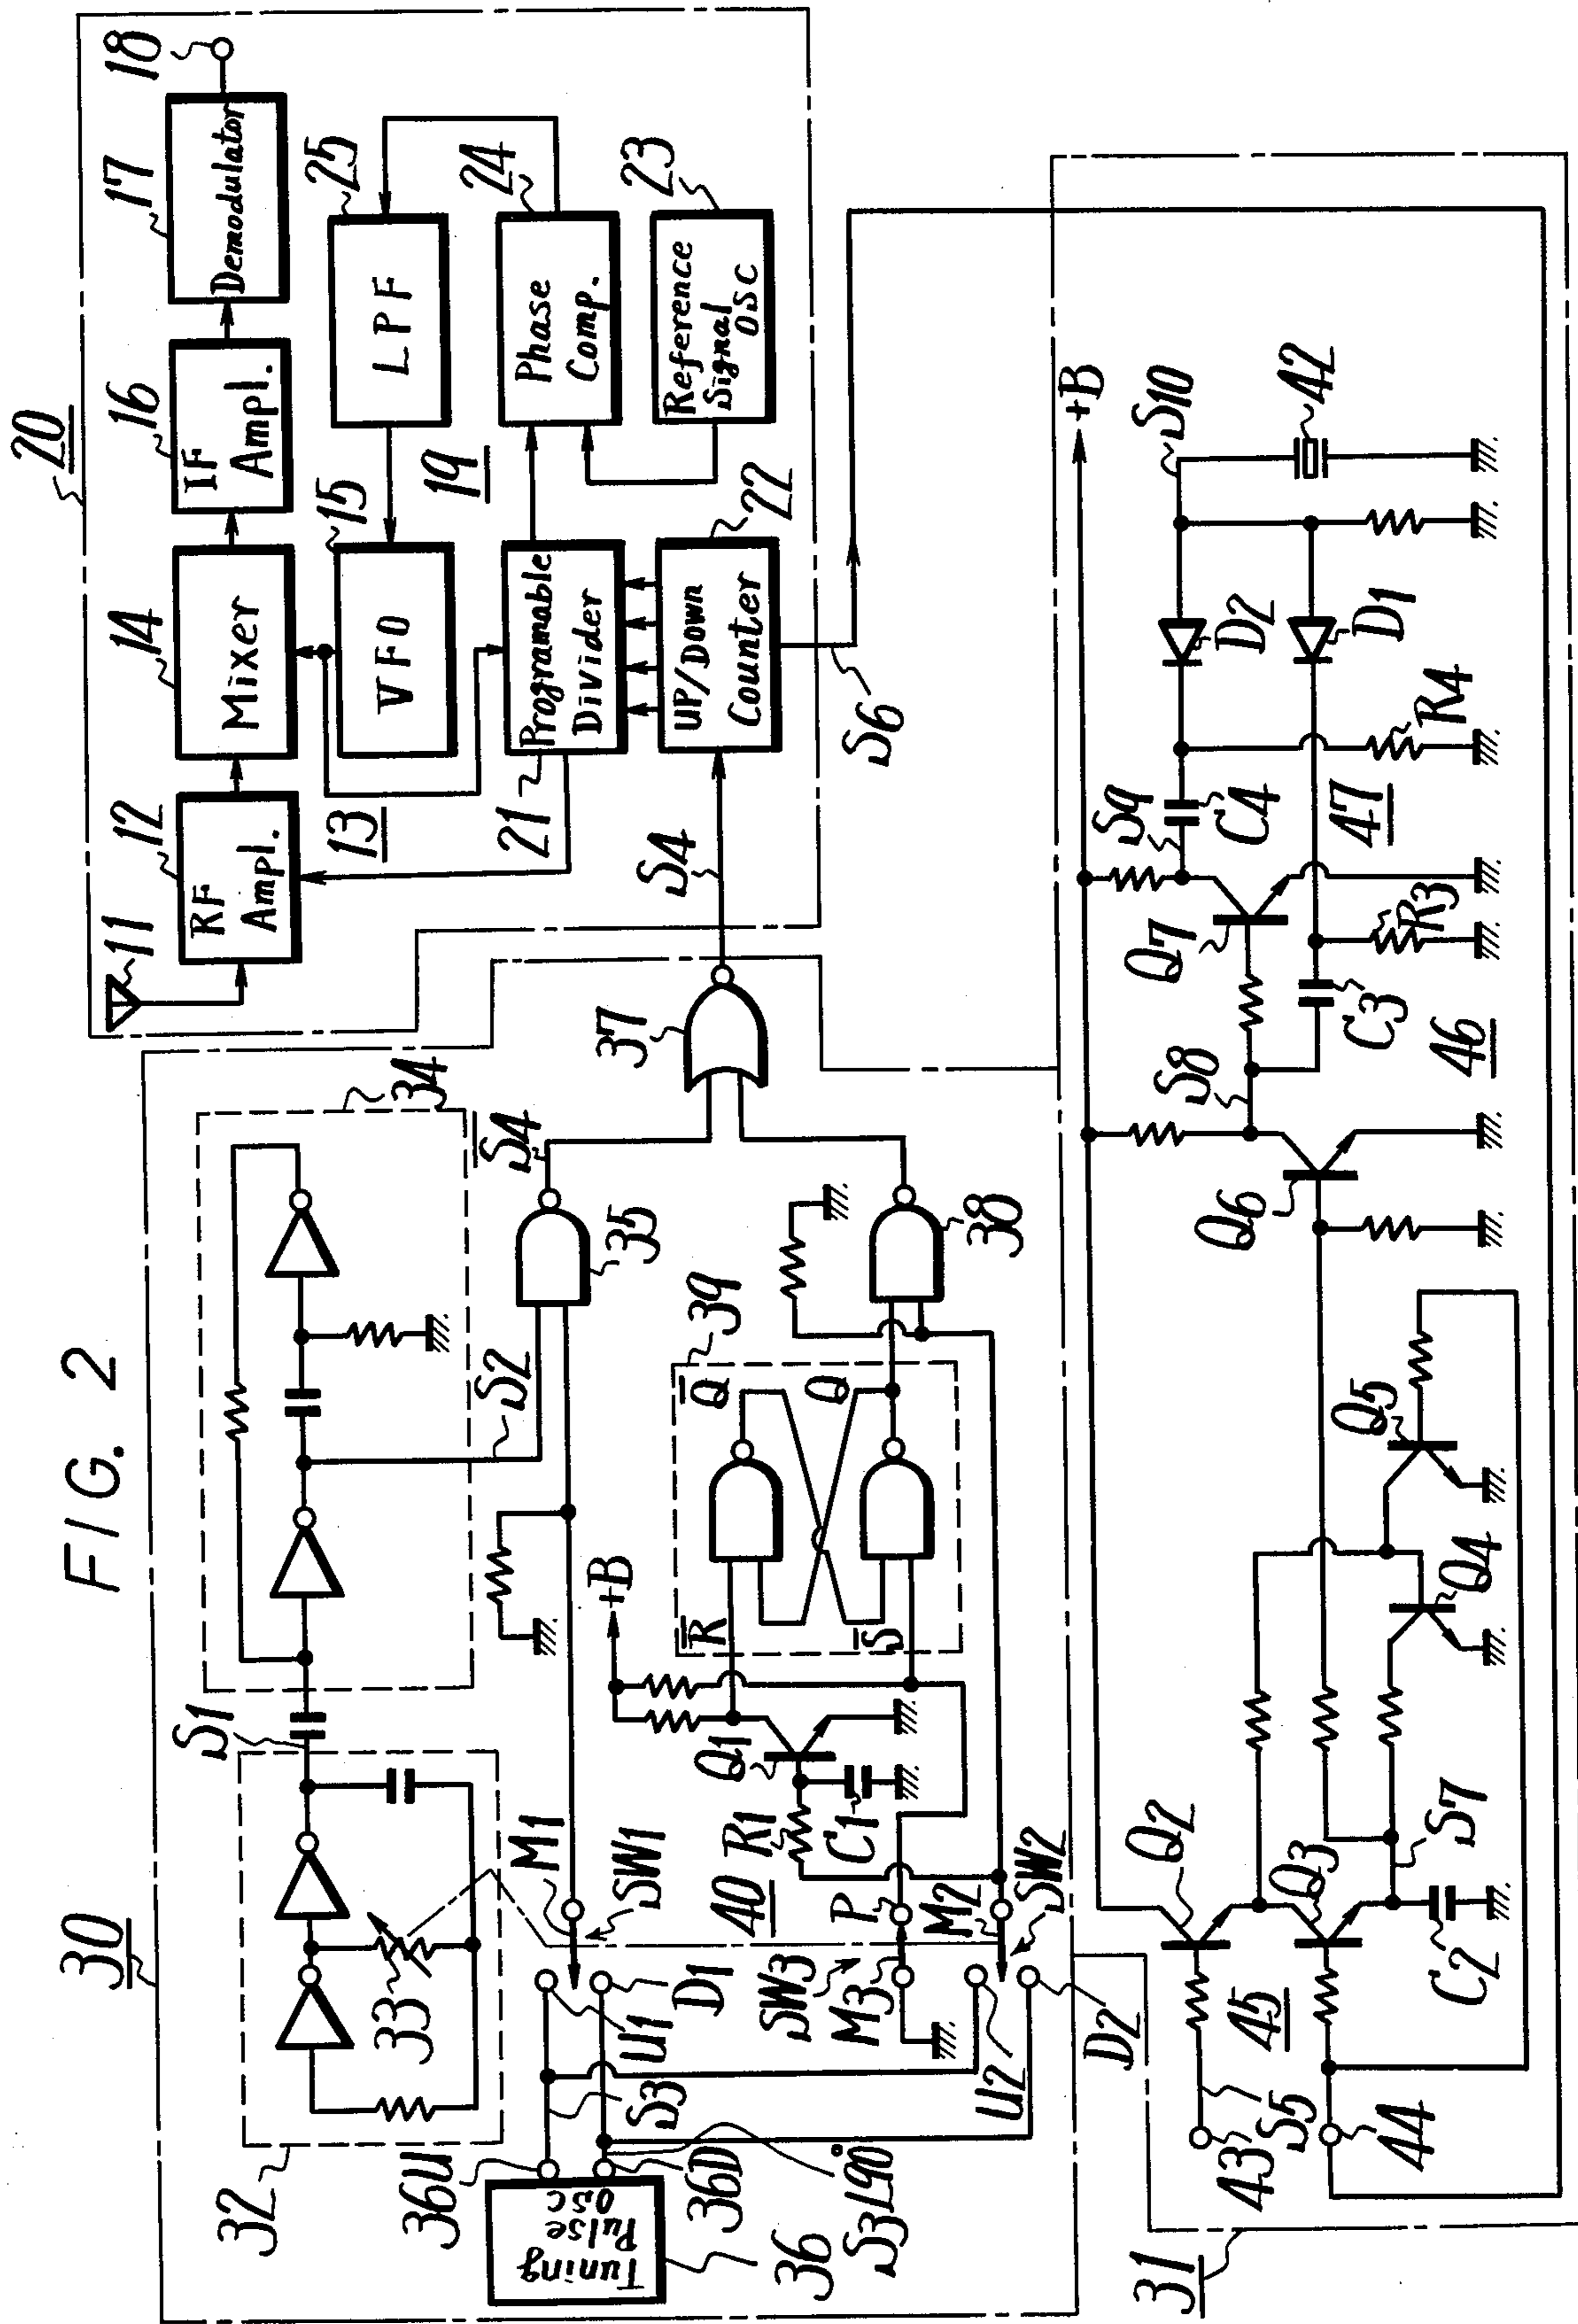 FIG. 2
20
11
12
RF
Ampl.
14
Mixer
16
IF
Ampl.
17
Demodulator
18
13
15
VFO
19
25
LPF
21
Programable
Divider
24
Phase
Comp.
22
UP/Down
Counter
23
Reference
Signal
OSC
S4
S6
30
32
33
S1
34
S2
S̅4̅
35
37
36U
36D
Tuning
Pulse
OSC
36
S3
S3∠90°
U1
D1
M1
SW1
SW3
M3
P
40
U2
D2
M2
SW2
R1
C1
Q1
+B
R̅
S̅
Q̅
Q
39
38
31
43
S5
44
45
Q2
Q3
C2
S7
Q4
Q5
Q6
S8
46
C3
R3
Q7
S9
C4
47
R4
D2
D1
+B
S10
42